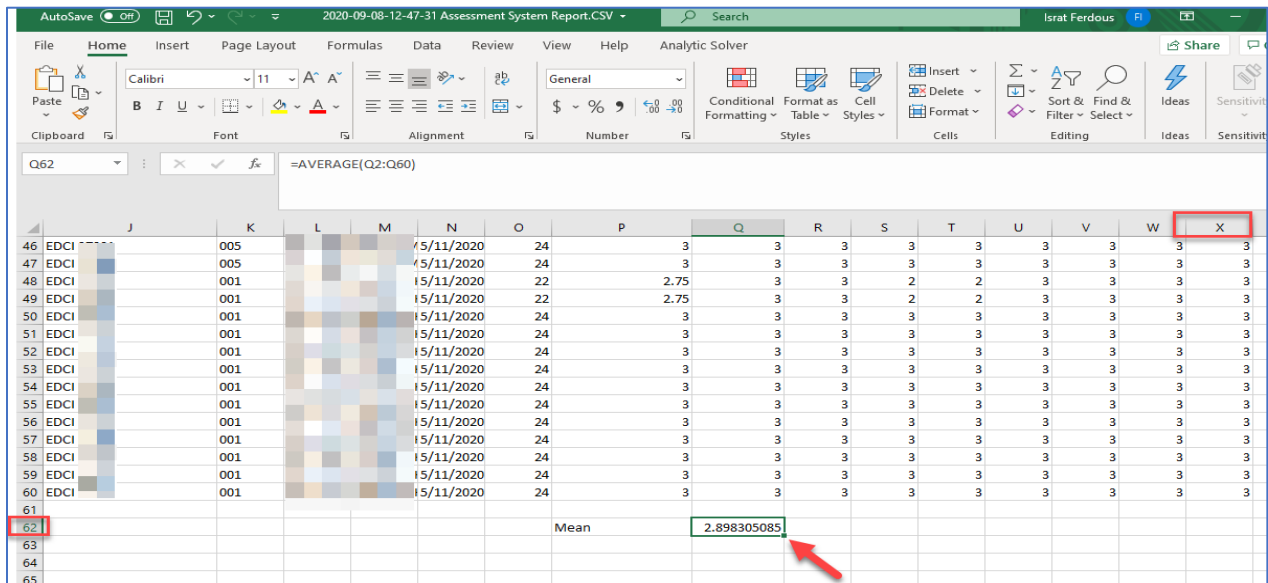 AutoSave Off 2020-09-08-12-47-31 Assessment System Report.CSV Search Israt Ferdous FI
File Home Insert Page Layout Formulas Data Review View Help Analytic Solver Share
Paste Calibri 11 A^ A˅ ab General Conditional Formatting Format as Table Cell Styles Insert Delete Format Sort & Filter Find & Select Ideas Sensitivit
B I U A $ % 9
Clipboard Font Alignment Number Styles Cells Editing Ideas Sensitivit
Q62 fx =AVERAGE(Q2:Q60)
J K L M N O P Q R S T U V W X
46 EDCI 005 5/11/2020 24 3 3 3 3 3 3 3 3 3
47 EDCI 005 5/11/2020 24 3 3 3 3 3 3 3 3 3
48 EDCI 001 5/11/2020 22 2.75 3 3 2 2 3 3 3 3
49 EDCI 001 5/11/2020 22 2.75 3 3 2 2 3 3 3 3
50 EDCI 001 5/11/2020 24 3 3 3 3 3 3 3 3 3
51 EDCI 001 5/11/2020 24 3 3 3 3 3 3 3 3 3
52 EDCI 001 5/11/2020 24 3 3 3 3 3 3 3 3 3
53 EDCI 001 5/11/2020 24 3 3 3 3 3 3 3 3 3
54 EDCI 001 5/11/2020 24 3 3 3 3 3 3 3 3 3
55 EDCI 001 5/11/2020 24 3 3 3 3 3 3 3 3 3
56 EDCI 001 5/11/2020 24 3 3 3 3 3 3 3 3 3
57 EDCI 001 5/11/2020 24 3 3 3 3 3 3 3 3 3
58 EDCI 001 5/11/2020 24 3 3 3 3 3 3 3 3 3
59 EDCI 001 5/11/2020 24 3 3 3 3 3 3 3 3 3
60 EDCI 001 5/11/2020 24 3 3 3 3 3 3 3 3 3
61
62 Mean 2.898305085
63
64
65